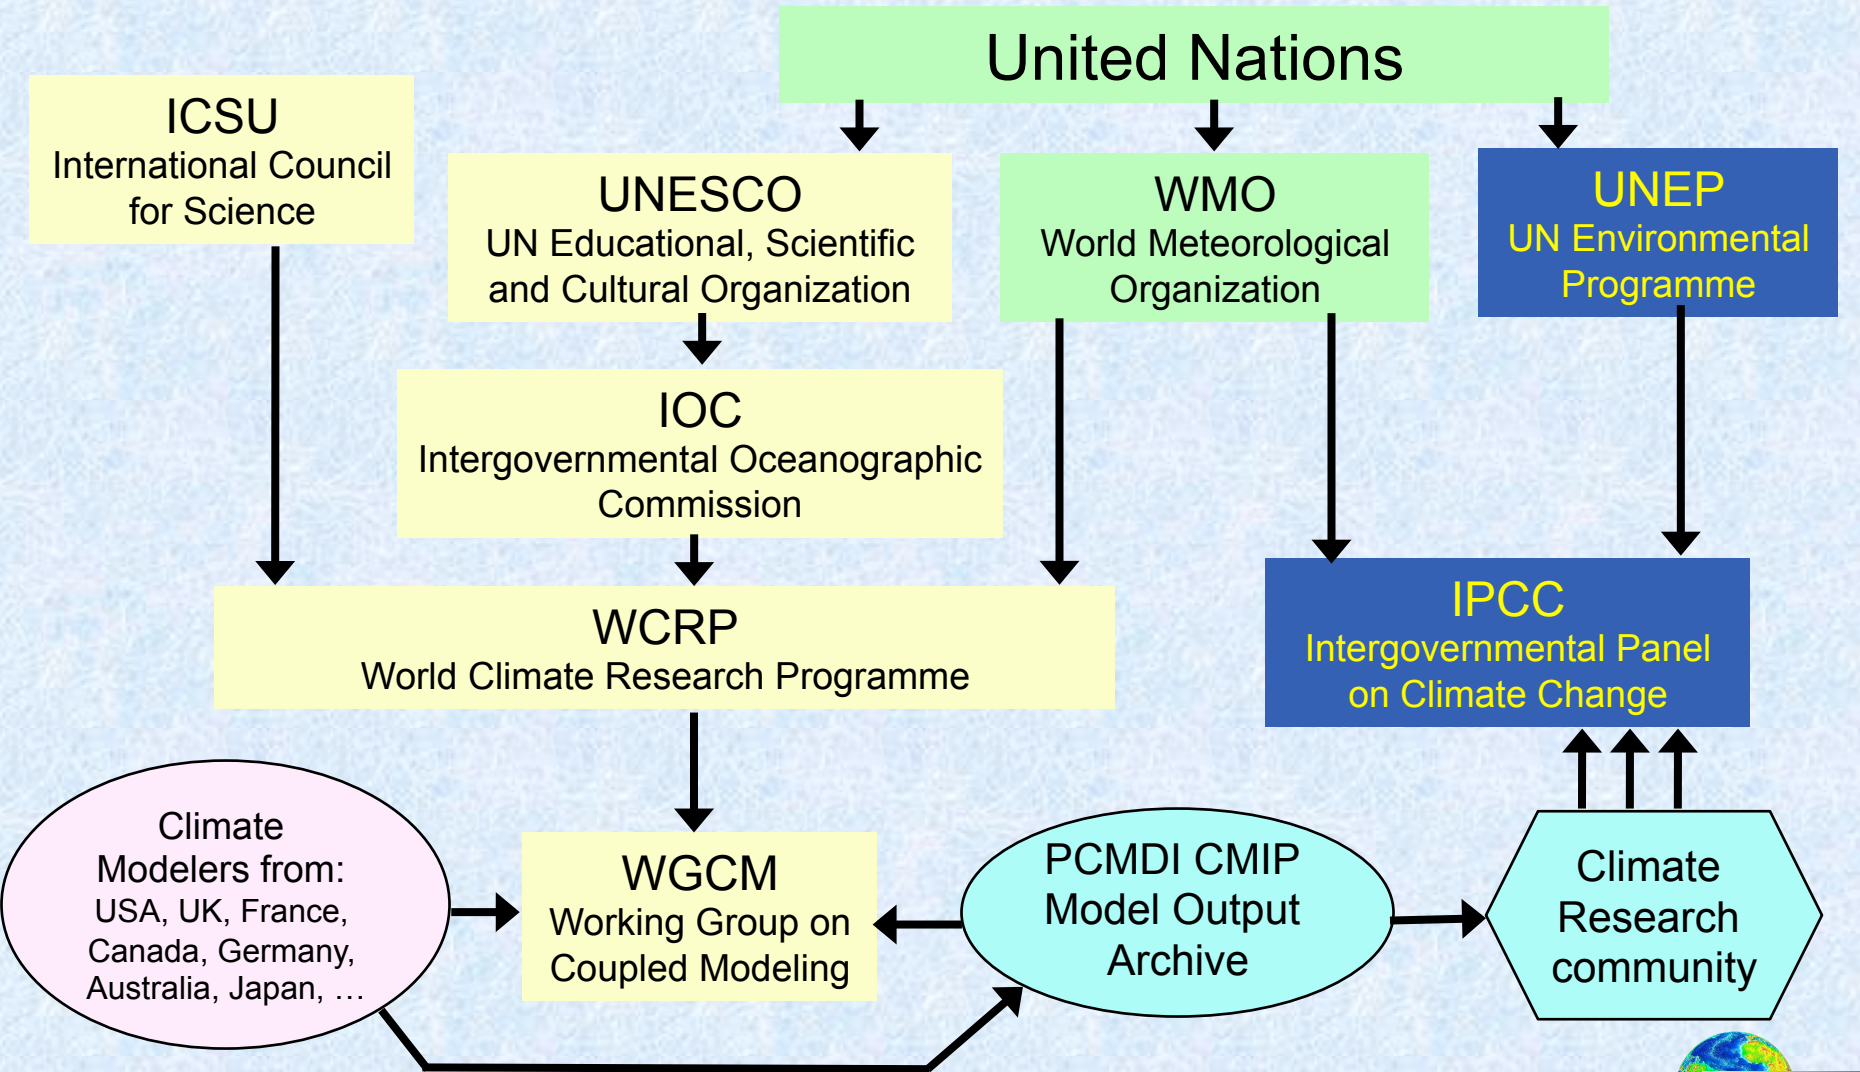 United Nations
ICSU
International Council
for Science
UNESCO
UN Educational, Scientific
and Cultural Organization
WMO
World Meteorological
Organization
UNEP
UN Environmental
Programme
IOC
Intergovernmental Oceanographic
Commission
WCRP
World Climate Research Programme
IPCC
Intergovernmental Panel
on Climate Change
Climate
Modelers from:
USA, UK, France,
Canada, Germany,
Australia, Japan, …
WGCM
Working Group on
Coupled Modeling
PCMDI CMIP
Model Output
Archive
Climate
Research
community